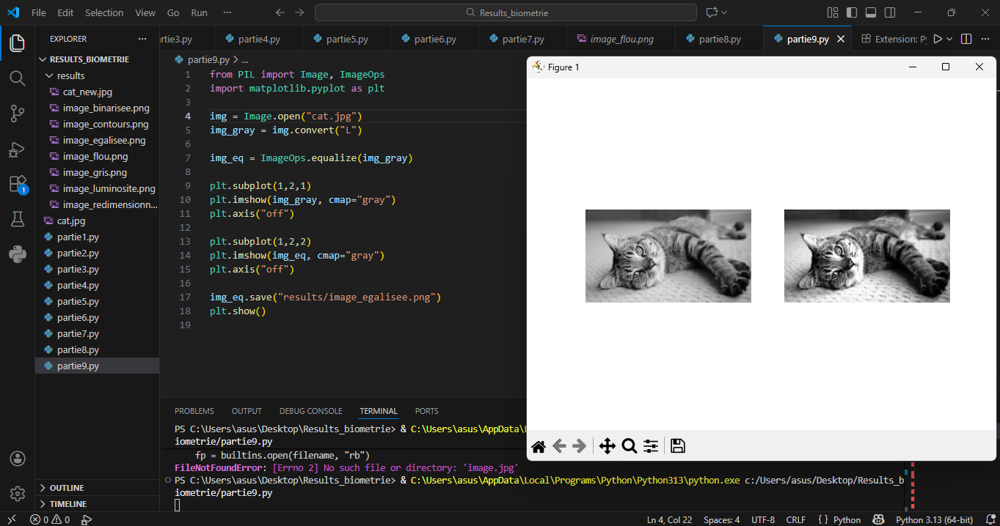 File Edit Selection View Go Run ··· Results_biometrie
EXPLORER ···
RESULTS_BIOMETRIE
results
cat_new.jpg
image_binarisee.png
image_contours.png
image_egalisee.png
image_flou.png
image_gris.png
image_luminosite.png
image_redimensionn...
cat.jpg
partie1.py
partie2.py
partie3.py
partie4.py
partie5.py
partie6.py
partie7.py
partie8.py
partie9.py
OUTLINE
TIMELINE
1
rtie3.py partie4.py partie5.py partie6.py partie7.py image_flou.png partie8.py partie9.py Extension: Py ···
partie9.py > ...
1 from PIL import Image, ImageOps
2 import matplotlib.pyplot as plt
3
4 img = Image.open("cat.jpg")
5 img_gray = img.convert("L")
6
7 img_eq = ImageOps.equalize(img_gray)
8
9 plt.subplot(1,2,1)
10 plt.imshow(img_gray, cmap="gray")
11 plt.axis("off")
12
13 plt.subplot(1,2,2)
14 plt.imshow(img_eq, cmap="gray")
15 plt.axis("off")
16
17 img_eq.save("results/image_egalisee.png")
18 plt.show()
19
Figure 1
PROBLEMS OUTPUT DEBUG CONSOLE TERMINAL PORTS
PS C:\Users\asus\Desktop\Results_biometrie> & C:\Users\asus\AppData\
iometrie/partie9.py
fp = builtins.open(filename, "rb")
FileNotFoundError: [Errno 2] No such file or directory: 'image.jpg'
PS C:\Users\asus\Desktop\Results_biometrie> & C:\Users\asus\AppData\Local\Programs\Python\Python313\python.exe c:/Users/asus/Desktop/Results_b
iometrie/partie9.py
0 0 Ln 4, Col 22 Spaces: 4 UTF-8 CRLF {} Python Python 3.13 (64-bit)